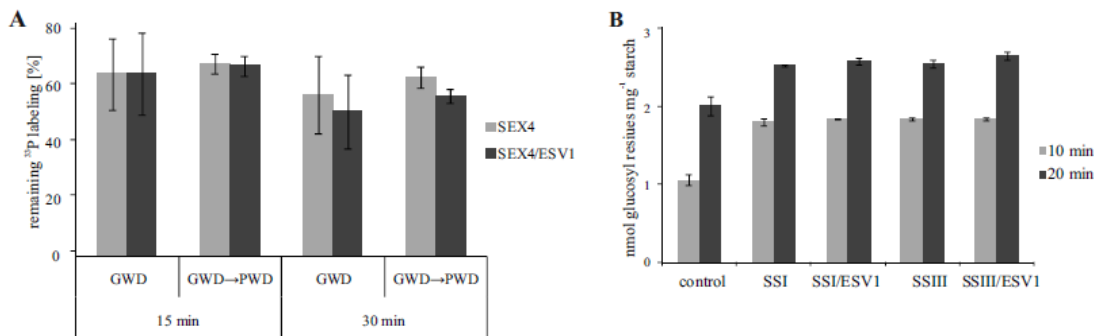 A
80
60
40
20
0
remaining ³³P labeling [%]
SEX4
SEX4/ESV1
GWD GWD→PWD GWD GWD→PWD
15 min 30 min
B
3
2
1
0
nmol glucosyl resiues mg⁻¹ starch
10 min
20 min
control SSI SSI/ESV1 SSIII SSIII/ESV1